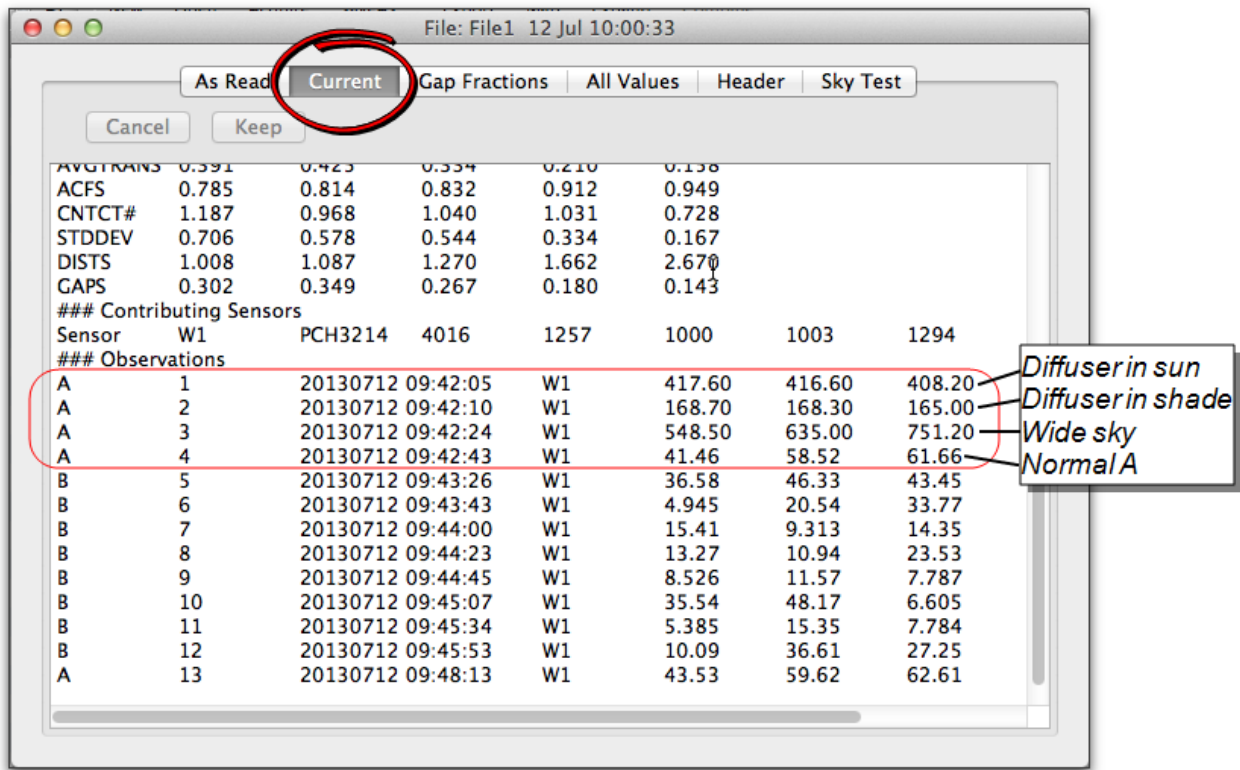 File: File1 12 Jul 10:00:33
As Read Current Gap Fractions All Values Header Sky Test
Cancel Keep
AVGTRANS 0.391 0.425 0.334 0.210 0.158
ACFS 0.785 0.814 0.832 0.912 0.949
CNTCT# 1.187 0.968 1.040 1.031 0.728
STDDEV 0.706 0.578 0.544 0.334 0.167
DISTS 1.008 1.087 1.270 1.662 2.670
GAPS 0.302 0.349 0.267 0.180 0.143
### Contributing Sensors
Sensor W1 PCH3214 4016 1257 1000 1003 1294
### Observations
A 1 20130712 09:42:05 W1 417.60 416.60 408.20 Diffuser in sun
A 2 20130712 09:42:10 W1 168.70 168.30 165.00 Diffuser in shade
A 3 20130712 09:42:24 W1 548.50 635.00 751.20 Wide sky
A 4 20130712 09:42:43 W1 41.46 58.52 61.66 Normal A
B 5 20130712 09:43:26 W1 36.58 46.33 43.45
B 6 20130712 09:43:43 W1 4.945 20.54 33.77
B 7 20130712 09:44:00 W1 15.41 9.313 14.35
B 8 20130712 09:44:23 W1 13.27 10.94 23.53
B 9 20130712 09:44:45 W1 8.526 11.57 7.787
B 10 20130712 09:45:07 W1 35.54 48.17 6.605
B 11 20130712 09:45:34 W1 5.385 15.35 7.784
B 12 20130712 09:45:53 W1 10.09 36.61 27.25
A 13 20130712 09:48:13 W1 43.53 59.62 62.61